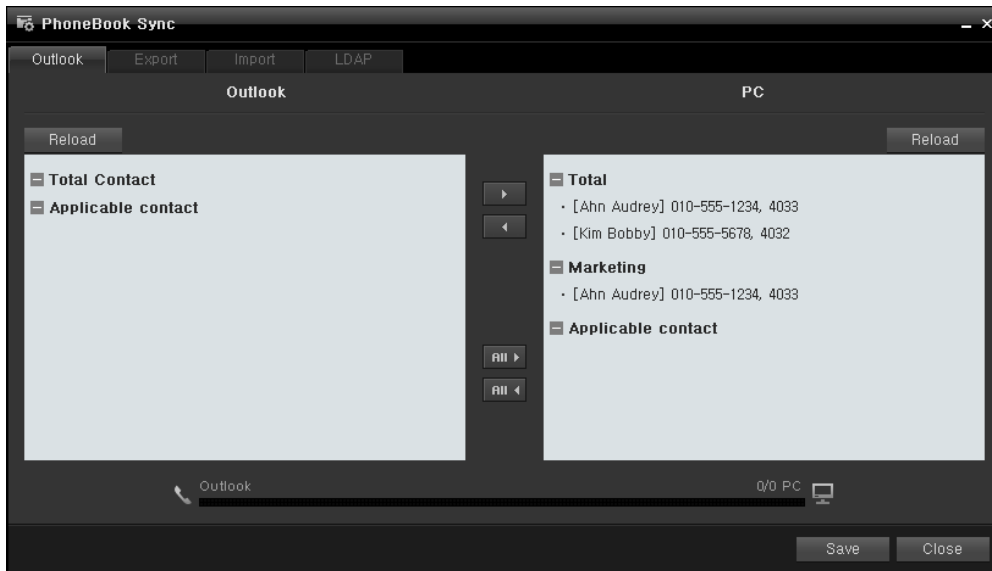 PhoneBook Sync
Outlook Export Import LDAP
Outlook PC
Reload Reload
Total Contact
Applicable contact
Total
· [Ahn Audrey] 010-555-1234, 4033
· [Kim Bobby] 010-555-5678, 4032
Marketing
· [Ahn Audrey] 010-555-1234, 4033
Applicable contact
All
All
Outlook 0/0 PC
Save Close